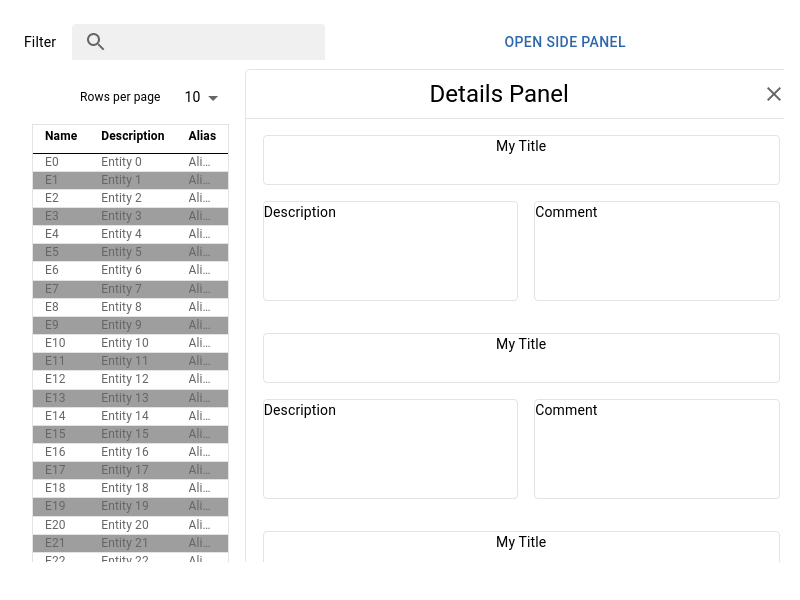 Filter
OPEN SIDE PANEL
Rows per page 10
Name Description Alias
E0 Entity 0 Ali...
E1 Entity 1 Ali...
E2 Entity 2 Ali...
E3 Entity 3 Ali...
E4 Entity 4 Ali...
E5 Entity 5 Ali...
E6 Entity 6 Ali...
E7 Entity 7 Ali...
E8 Entity 8 Ali...
E9 Entity 9 Ali...
E10 Entity 10 Ali...
E11 Entity 11 Ali...
E12 Entity 12 Ali...
E13 Entity 13 Ali...
E14 Entity 14 Ali...
E15 Entity 15 Ali...
E16 Entity 16 Ali...
E17 Entity 17 Ali...
E18 Entity 18 Ali...
E19 Entity 19 Ali...
E20 Entity 20 Ali...
E21 Entity 21 Ali...
E22 Entity 22 Ali...
Details Panel
My Title
Description Comment
My Title
Description Comment
My Title